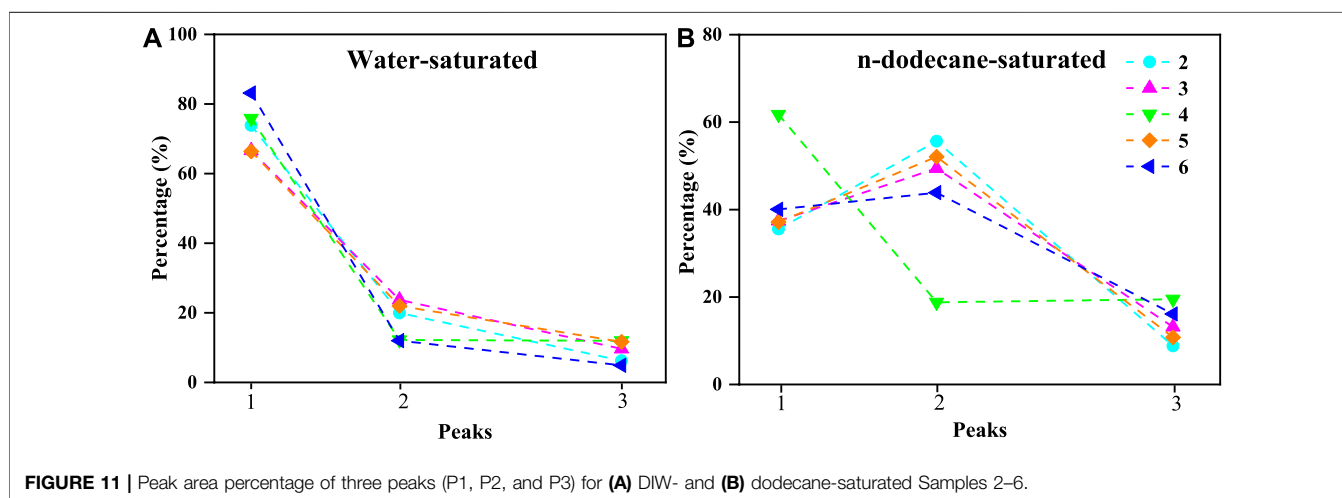 A
Water-saturated
100
80
60
40
20
0
Percentage (%)
1 2 3
Peaks
B
n-dodecane-saturated
80
60
40
20
0
Percentage (%)
2
3
4
5
6
1 2 3
Peaks
FIGURE 11 | Peak area percentage of three peaks (P1, P2, and P3) for (A) DIW- and (B) dodecane-saturated Samples 2–6.